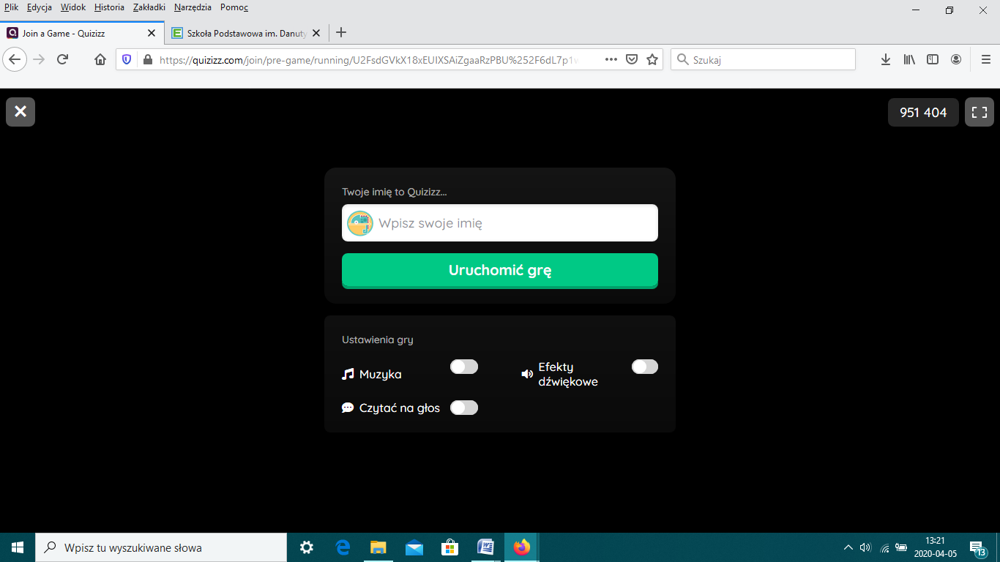 Plik Edycja Widok Historia Zakładki Narzędzia Pomoc
Join a Game - Quizizz
Szkoła Podstawowa im. Danuty
https://quizizz.com/join/pre-game/running/U2FsdGVkX18xEUIXSAiZgaaRzPBU%252F6dL7p1w
Szukaj
951 404
Twoje imię to Quizizz...
Wpisz swoje imię
Uruchomić grę
Ustawienia gry
Muzyka
Efekty
dźwiękowe
Czytać na głos
Wpisz tu wyszukiwane słowa
13:21
2020-04-05
13